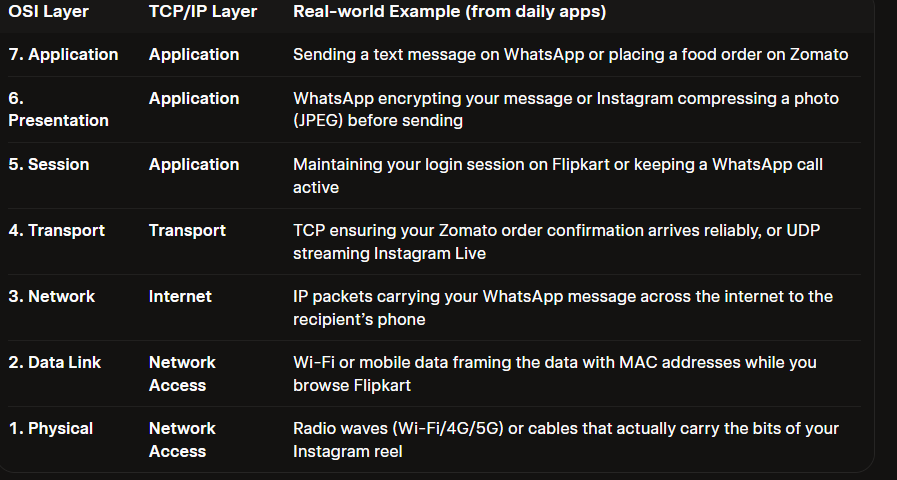 OSI Layer TCP/IP Layer Real-world Example (from daily apps)
7. Application Application Sending a text message on WhatsApp or placing a food order on Zomato
6. Presentation Application WhatsApp encrypting your message or Instagram compressing a photo
(JPEG) before sending
5. Session Application Maintaining your login session on Flipkart or keeping a WhatsApp call
active
4. Transport Transport TCP ensuring your Zomato order confirmation arrives reliably, or UDP
streaming Instagram Live
3. Network Internet IP packets carrying your WhatsApp message across the internet to the
recipient’s phone
2. Data Link Network Access Wi-Fi or mobile data framing the data with MAC addresses while you
browse Flipkart
1. Physical Network Access Radio waves (Wi-Fi/4G/5G) or cables that actually carry the bits of your
Instagram reel